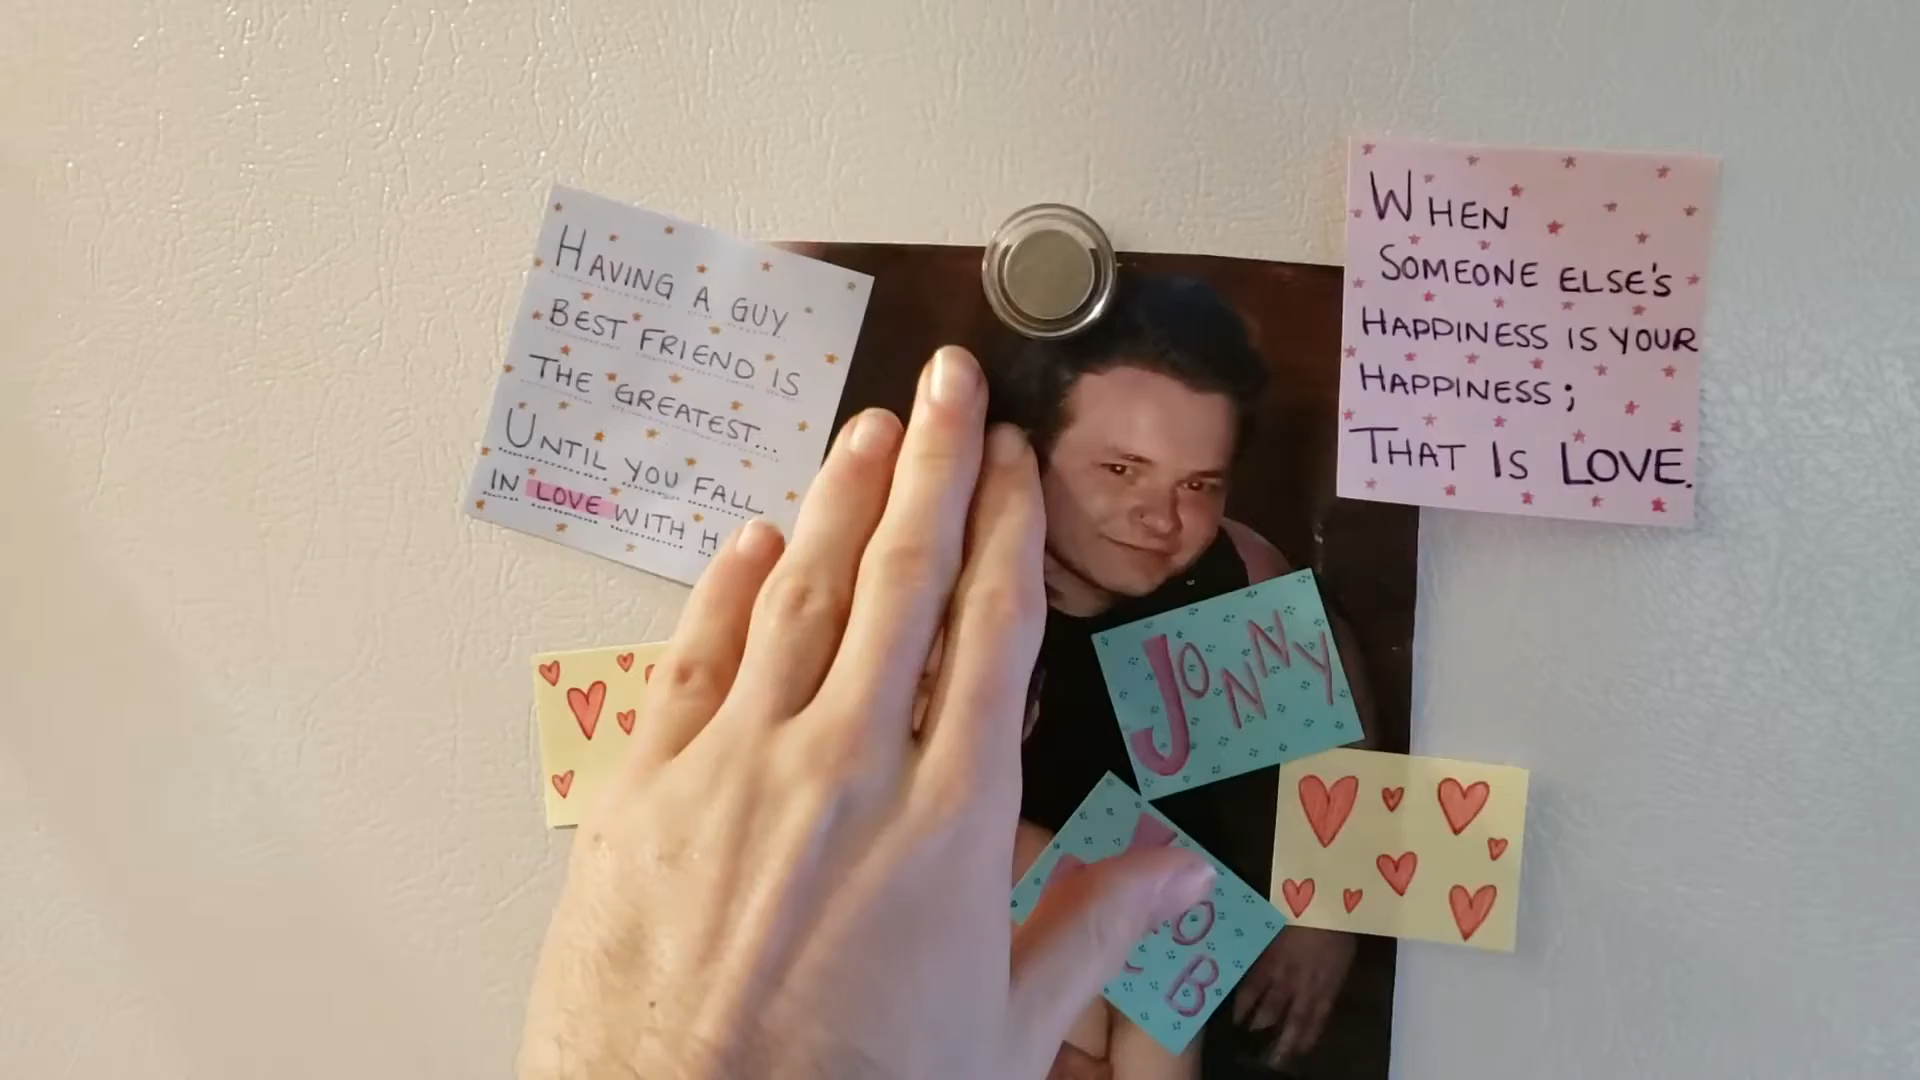 HAVING A GUY
BEST FRIEND IS
THE GREATEST...
UNTIL YOU FALL
IN LOVE WITH
WHEN
SOMEONE ELSE'S
HAPPINESS IS YOUR
HAPPINESS;
THAT IS LOVE.
JONNY